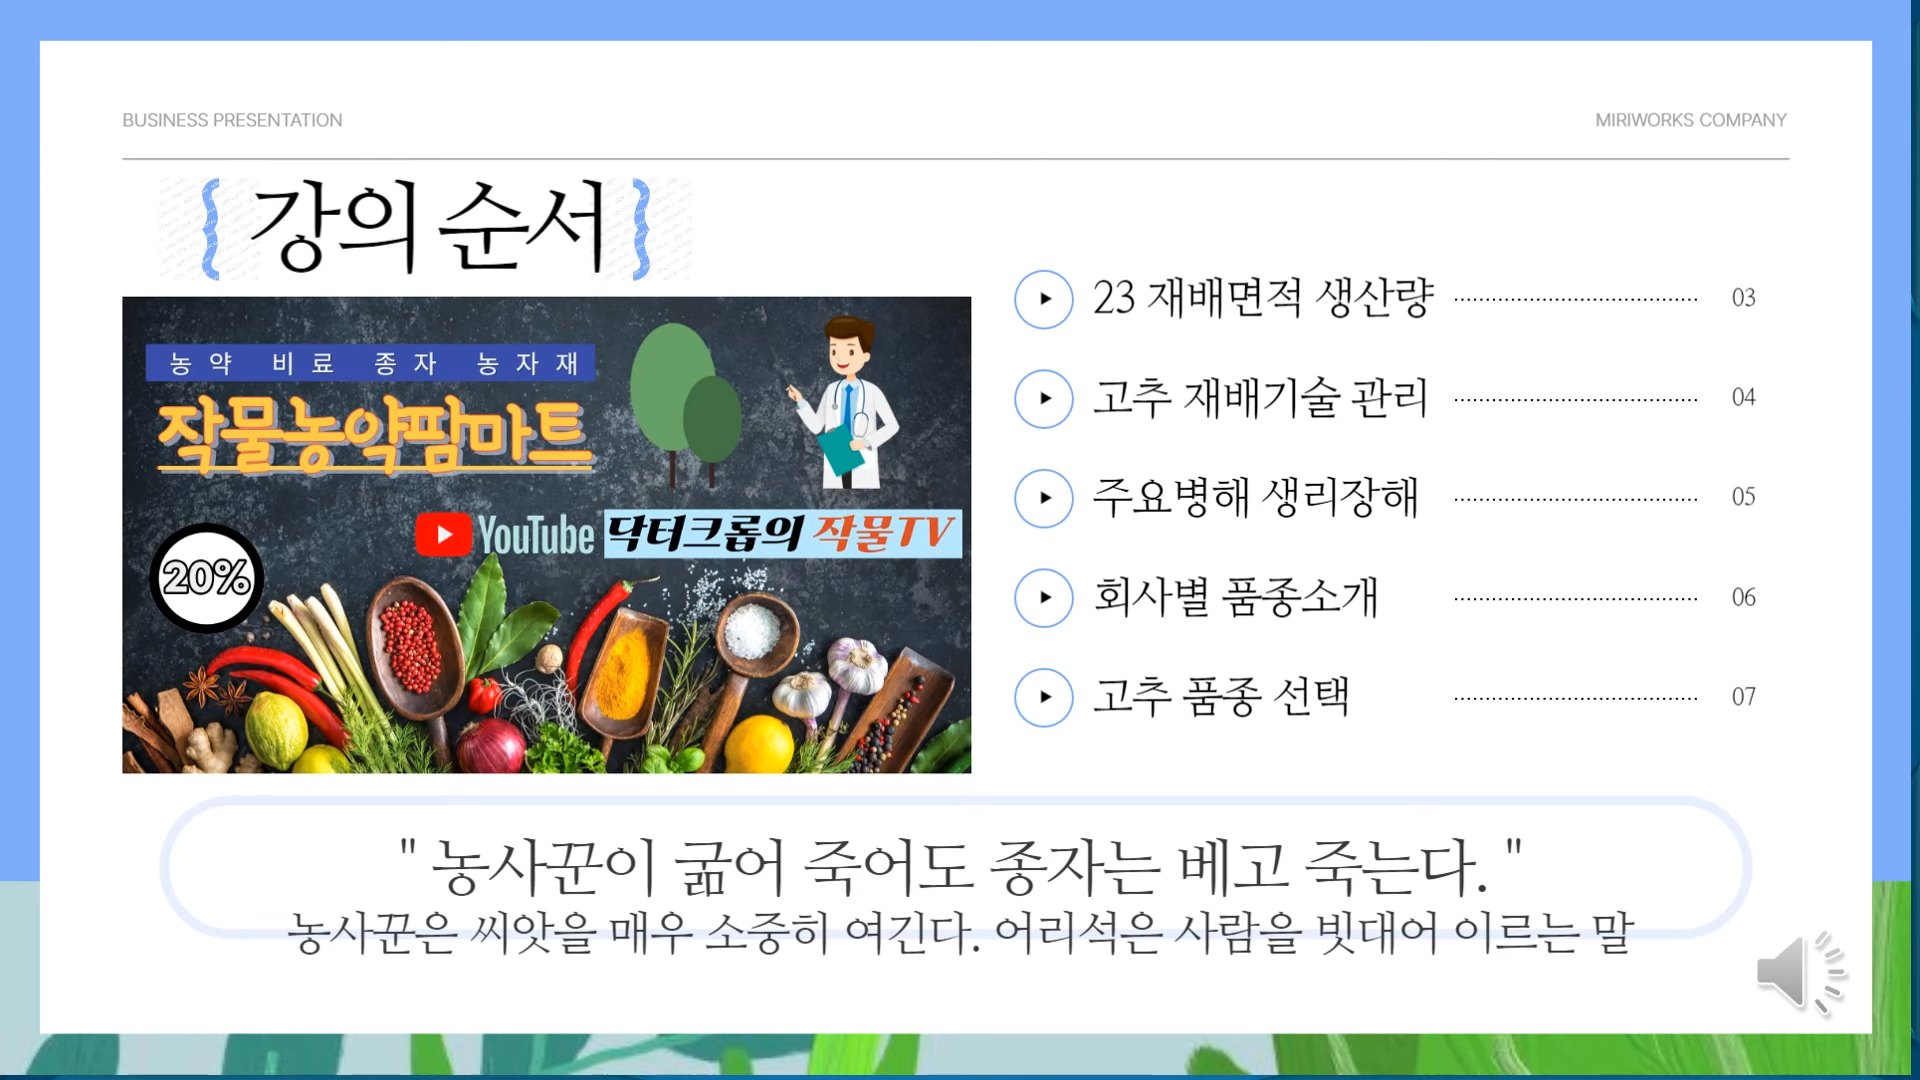 BUSINESS PRESENTATION
MIRIWORKS COMPANY
{ 강의 순서 }
농약 비료 종자 농자재
작물농약팜마트
YouTube 닥터크롭의 작물TV
20%
23 재배면적 생산량 03
고추 재배기술 관리 04
주요병해 생리장해 05
회사별 품종소개 06
고추 품종 선택 07
" 농사꾼이 굶어 죽어도 종자는 베고 죽는다. "
농사꾼은 씨앗을 매우 소중히 여긴다. 어리석은 사람을 빗대어 이르는 말